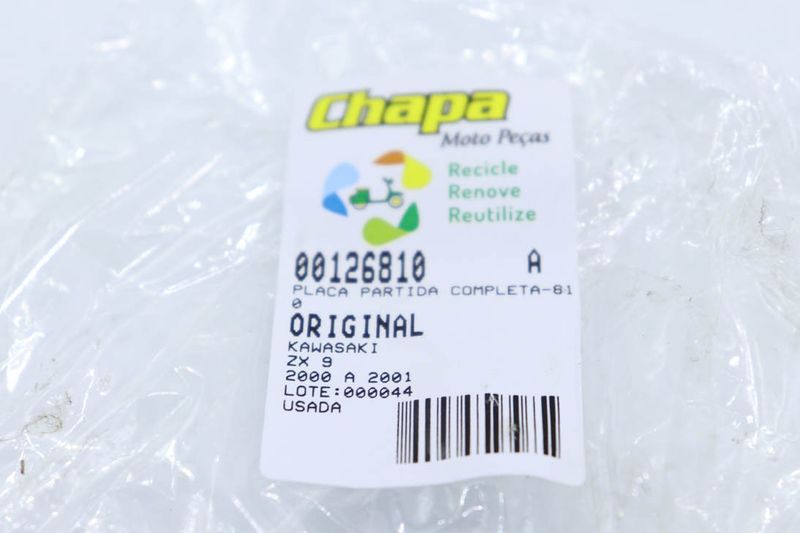 Chapa
Moto Peças
Recicle
Renove
Reutilize
00126810 A
PLACA PARTIDA COMPLETA-81
0
ORIGINAL
KAWASAKI
ZX 9
2000 A 2001
LOTE:000044
USADA